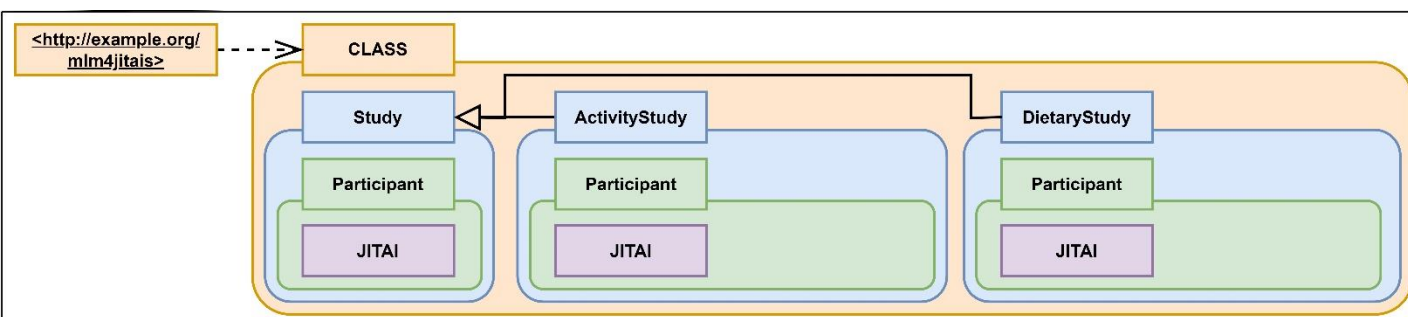 <http://example.org/
mlm4jitais>
CLASS
Study
ActivityStudy
DietaryStudy
Participant
Participant
Participant
JITAI
JITAI
JITAI